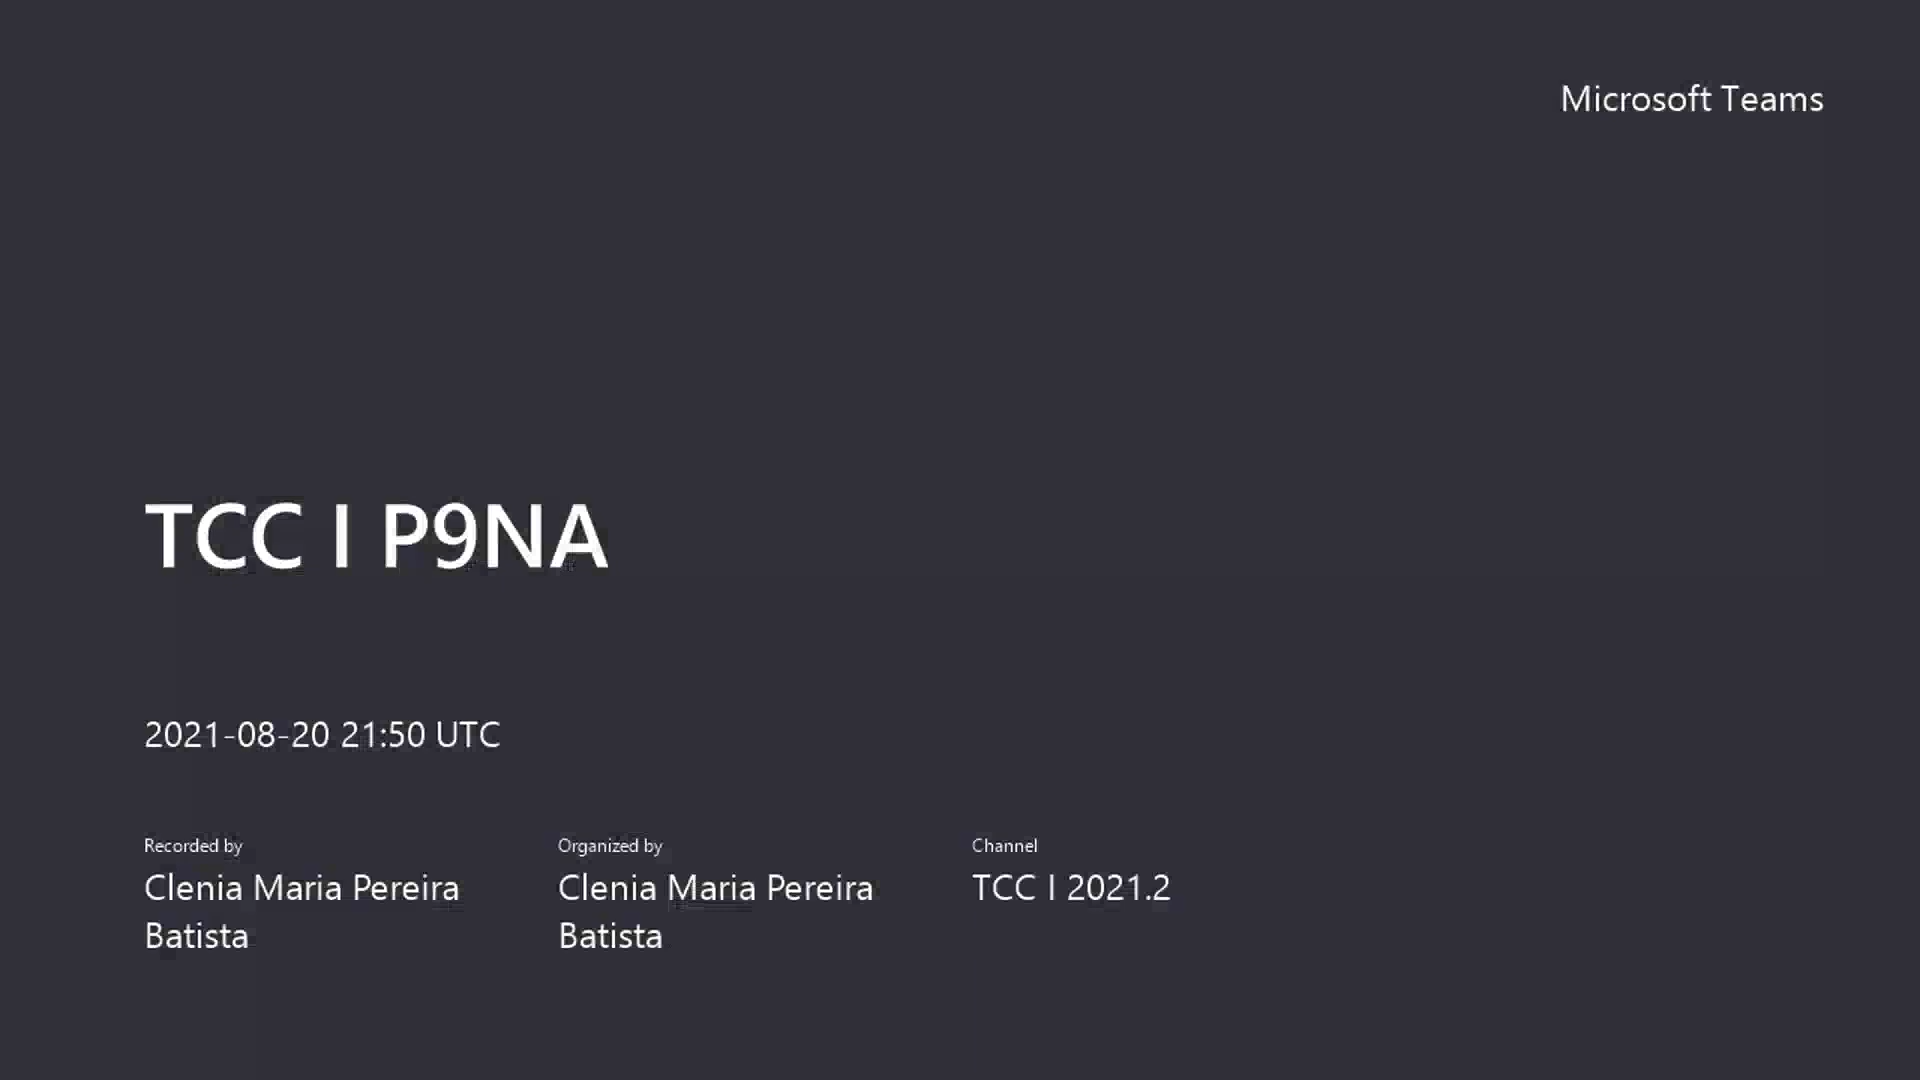 Microsoft Teams
TCC I P9NA
2021-08-20 21:50 UTC
Recorded by
Clenia Maria Pereira
Batista
Organized by
Clenia Maria Pereira
Batista
Channel
TCC I 2021.2